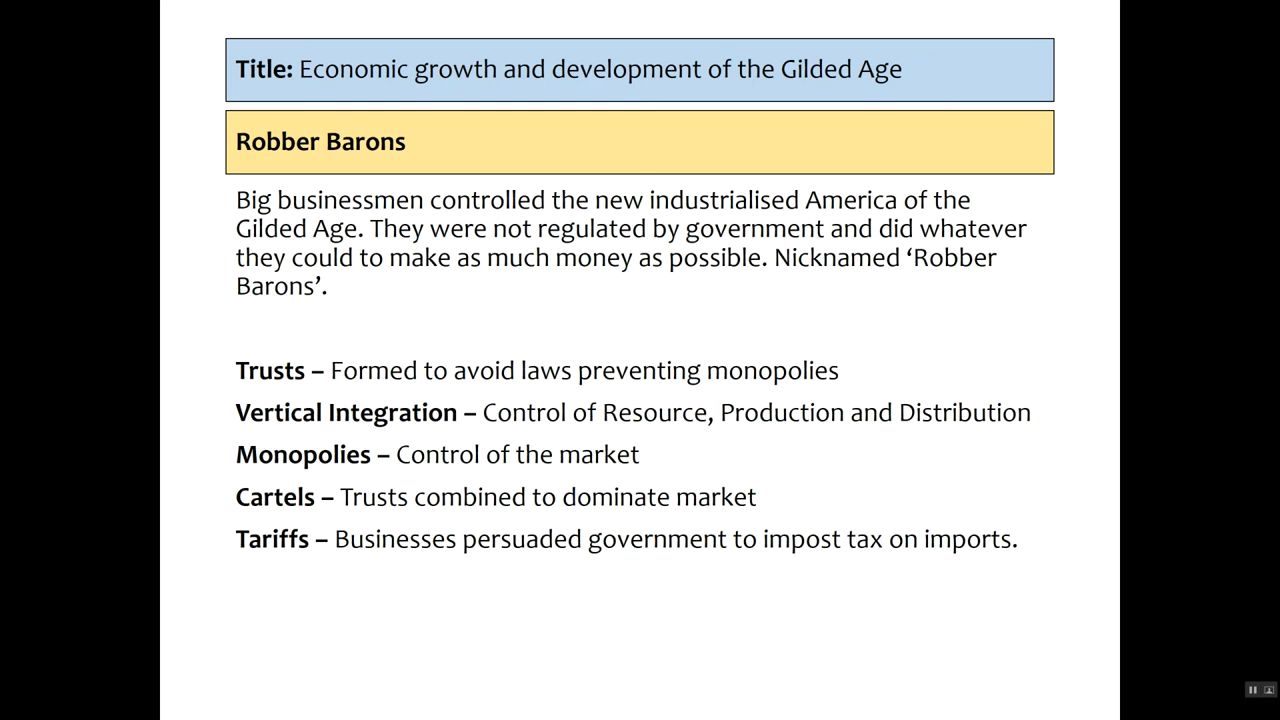 Title: Economic growth and development of the Gilded Age
Robber Barons
Big businessmen controlled the new industrialised America of the
Gilded Age. They were not regulated by government and did whatever
they could to make as much money as possible. Nicknamed ‘Robber
Barons’.
Trusts – Formed to avoid laws preventing monopolies
Vertical Integration – Control of Resource, Production and Distribution
Monopolies – Control of the market
Cartels – Trusts combined to dominate market
Tariffs – Businesses persuaded government to impost tax on imports.